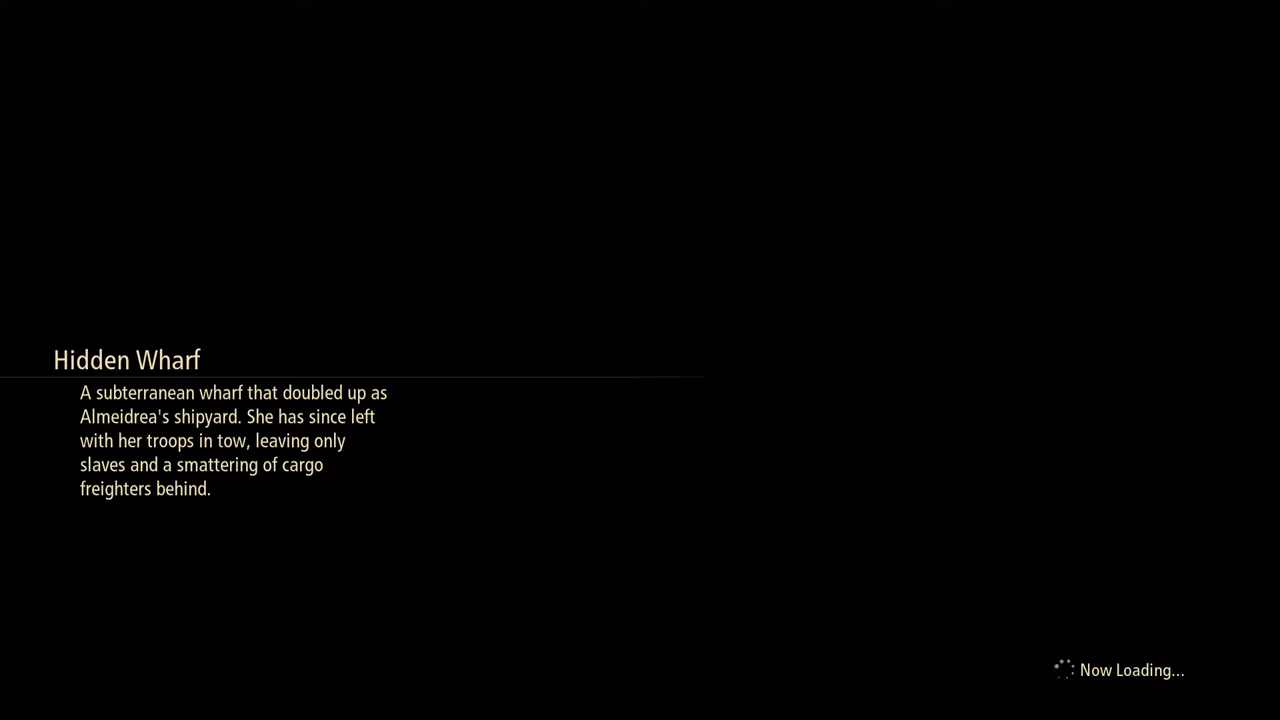 Hidden Wharf
A subterranean wharf that doubled up as
Almeidrea's shipyard. She has since left
with her troops in tow, leaving only
slaves and a smattering of cargo
freighters behind.
Now Loading...